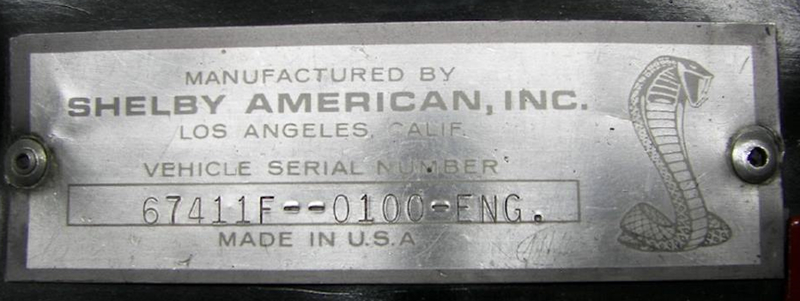 MANUFACTURED BY
SHELBY AMERICAN, INC.
LOS ANGELES, CALIF.
VEHICLE SERIAL NUMBER
67411F--0100-ENG.
MADE IN U.S.A